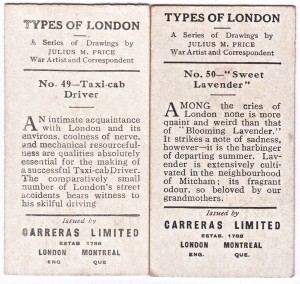 TYPES OF LONDON
A Series of Drawings by
JULIUS M. PRICE
War Artist and Correspondent
No. 49—Taxi-cab
Driver
AN intimate acquaintance
with London and its
environs, coolness of nerve,
and mechanical resourceful-
ness are qualities absolutely
essential for the making of
a successful Taxi-cab Driver.
The comparatively small
number of London's street
accidents bears witness to
his skilful driving
Issued by
CARRERAS LIMITED
ESTAB. 1788
LONDON MONTREAL
ENG. QUE.
TYPES OF LONDON
A Series of Drawings by
JULIUS M. PRICE
War Artist and Correspondent
No. 50—"Sweet
Lavender"
AMONG the cries of
London none is more
quaint and weird than that
of "Blooming Lavender."
It strikes a note of sadness,
however—it is the harbinger
of departing summer. Lav-
ender is extensively culti-
vated in the neighbourhood
of Mitcham; its fragrant
odour, so beloved by our
grandmothers.
Issued by
CARRERAS LIMITED
ESTAB. 1788
LONDON MONTREAL
ENG. QUE.